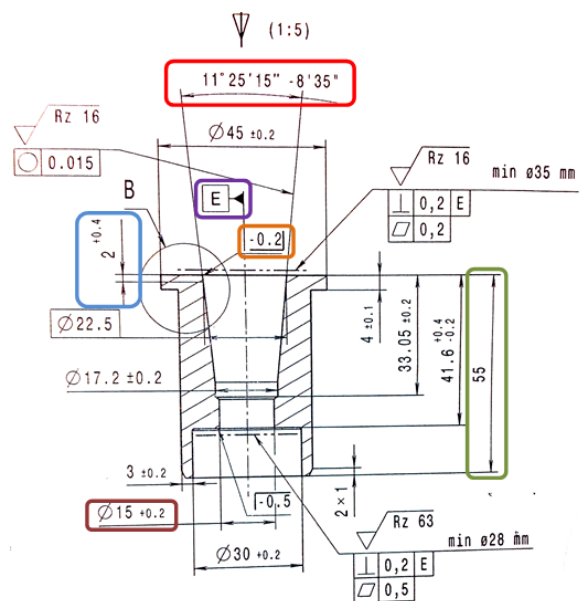 (1:5)
11°25'15" -8'35"
Rz 16
Ø45 ±0.2
0.015
Rz 16
min ø35 mm
B
E
0,2 E
0,2
2 +0.4
-0.2
Ø22.5
4 ±0.1
33.05 ±0.2
41.6 +0.4 -0.2
55
Ø17.2 ±0.2
3 ±0.2
-0.5
2×1
Ø15 +0.2
Rz 63
min ø28 mm
Ø30 +0.2
0,2 E
0,5